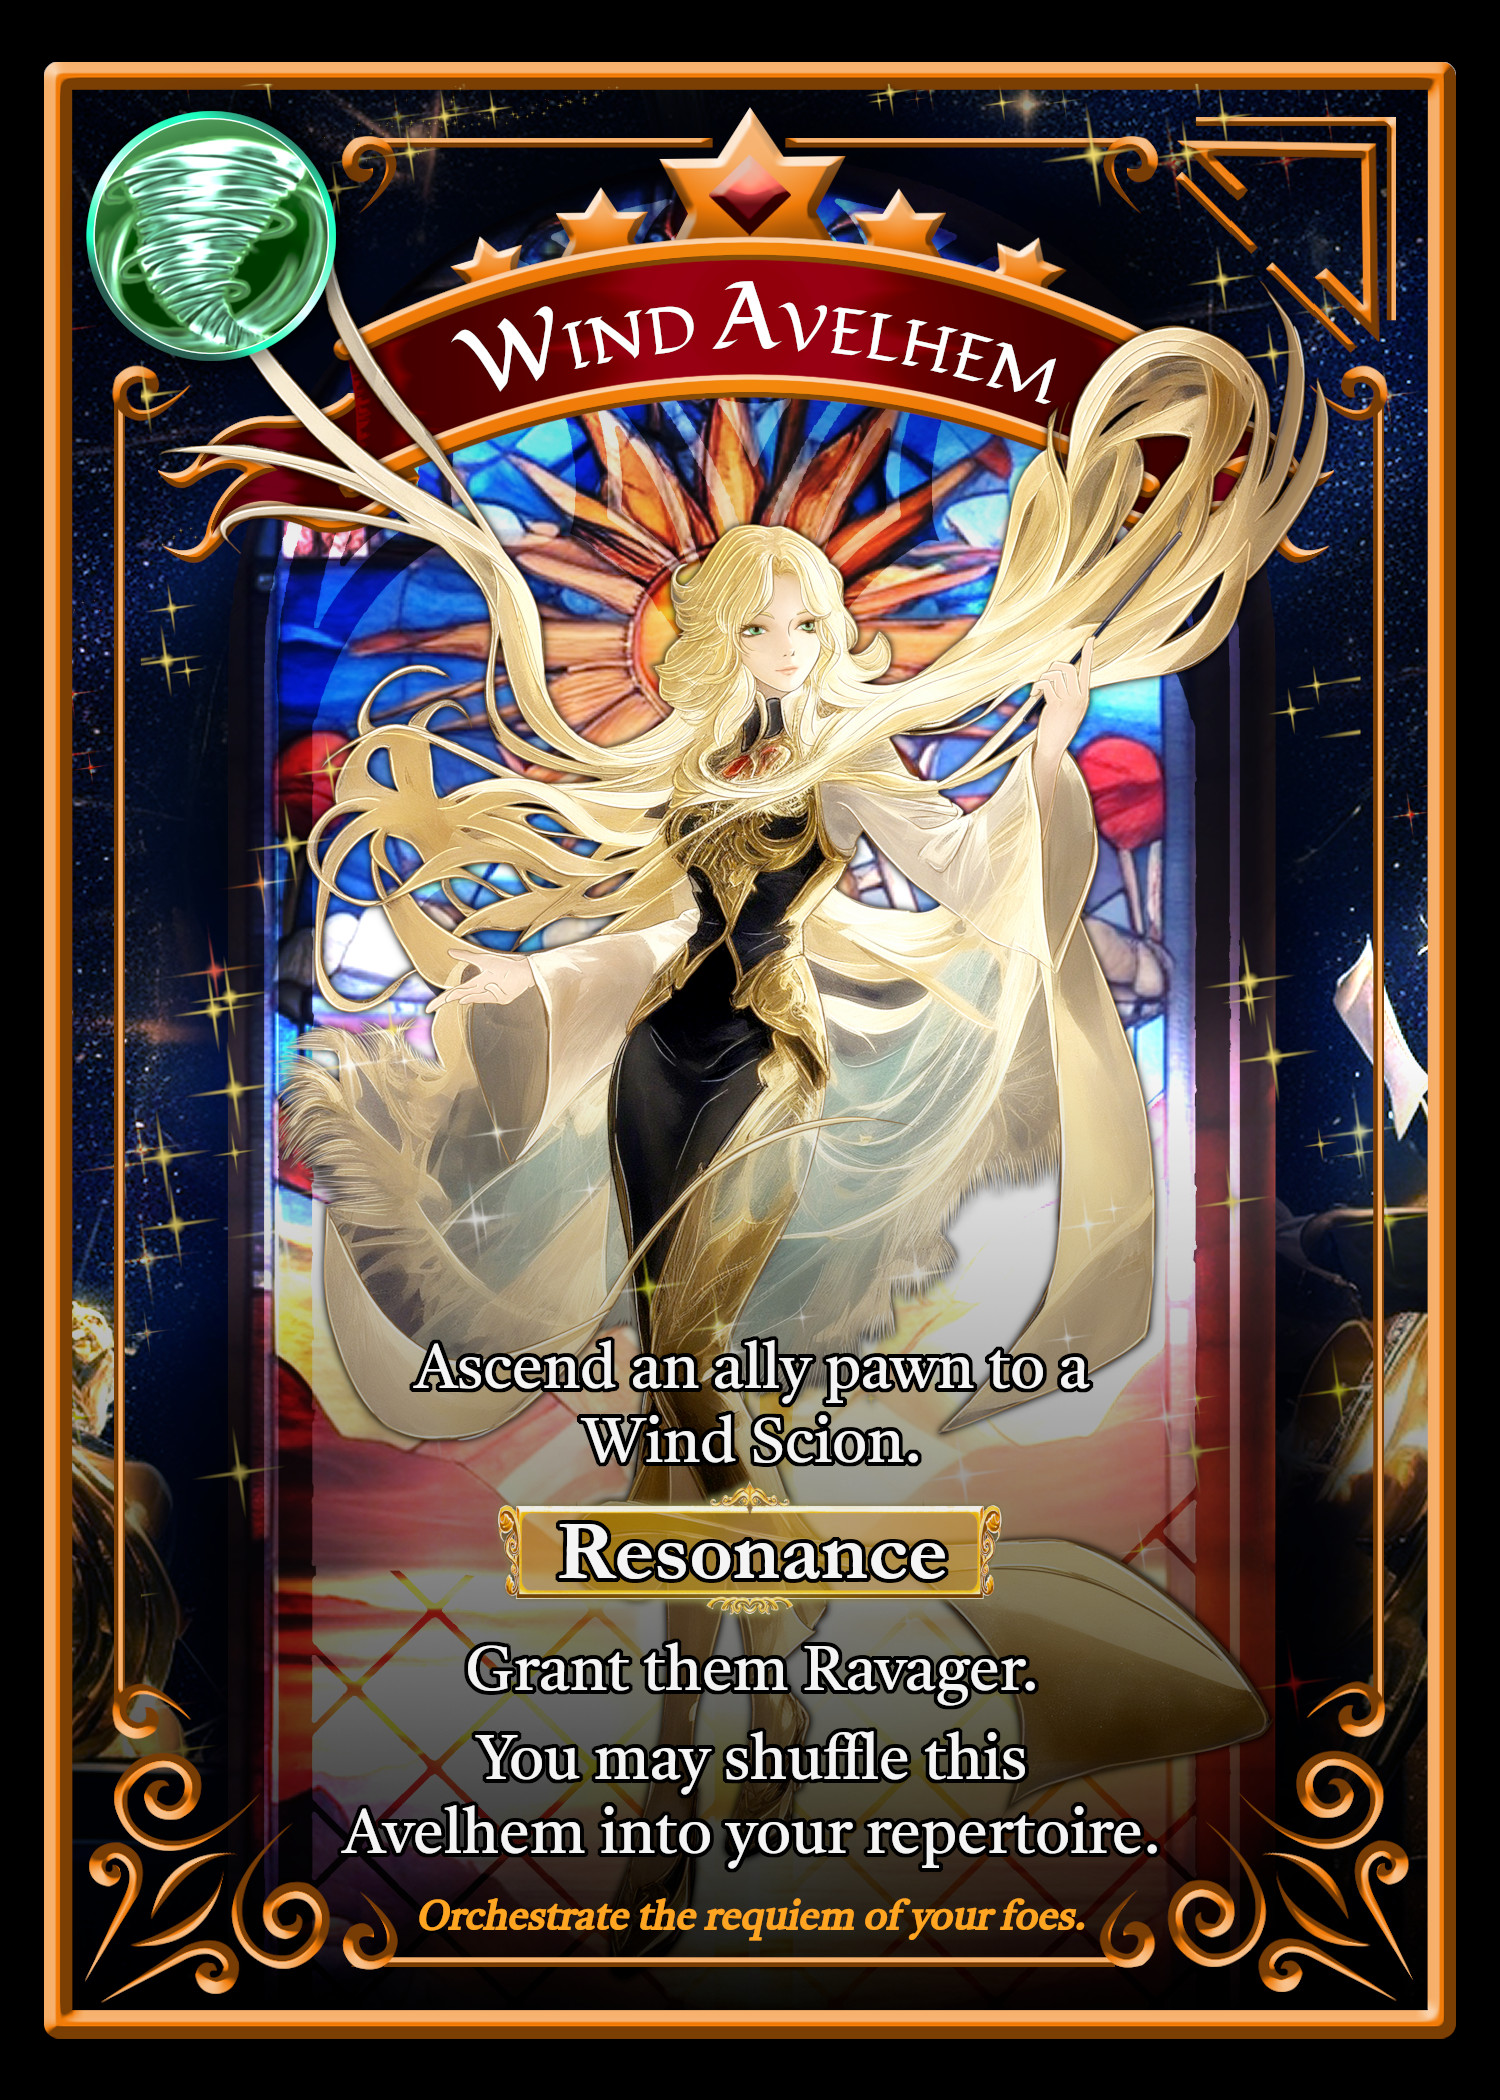 Wind Avelhem
Ascend an ally pawn to a
Wind Scion.
Resonance
Grant them Ravager.
You may shuffle this
Avelhem into your repertoire.
Orchestrate the requiem of your foes.